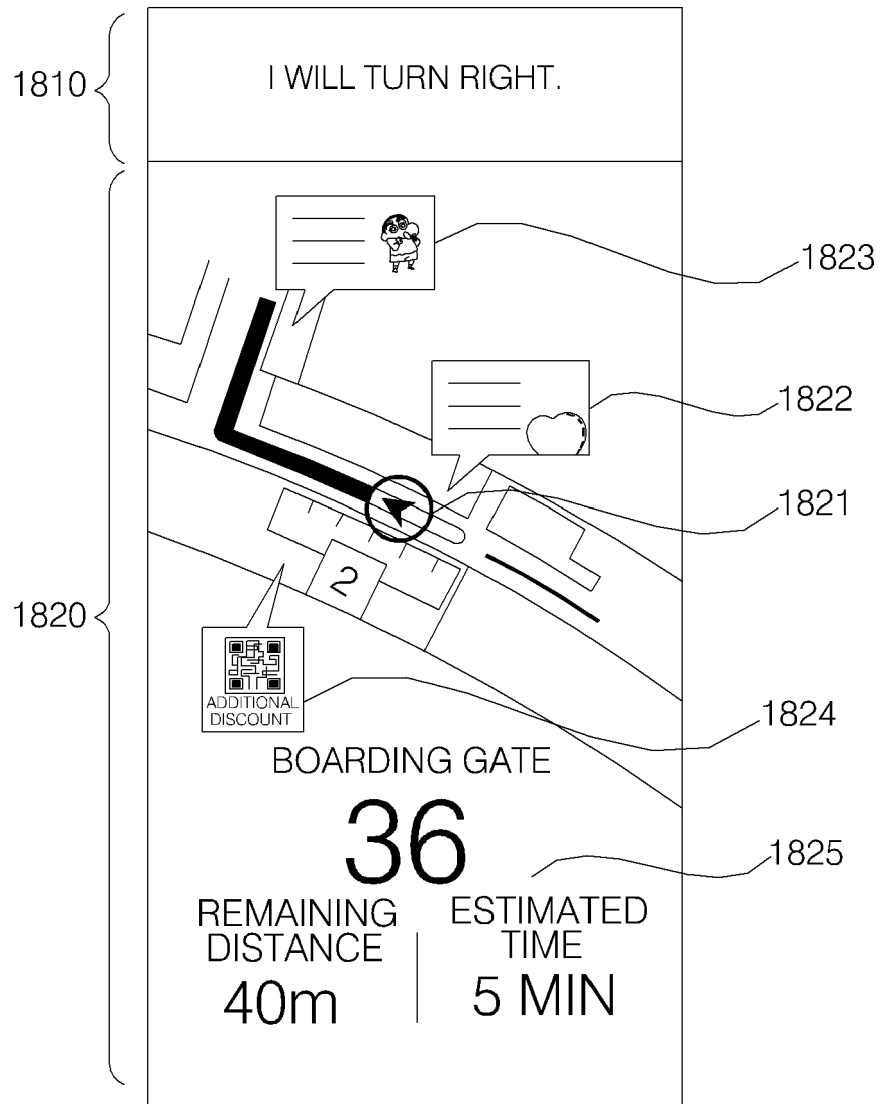 1810
I WILL TURN RIGHT.
1823
1822
1821
2
1820
ADDITIONAL
DISCOUNT
1824
BOARDING GATE
36
1825
REMAINING
DISTANCE
40m
ESTIMATED
TIME
5 MIN